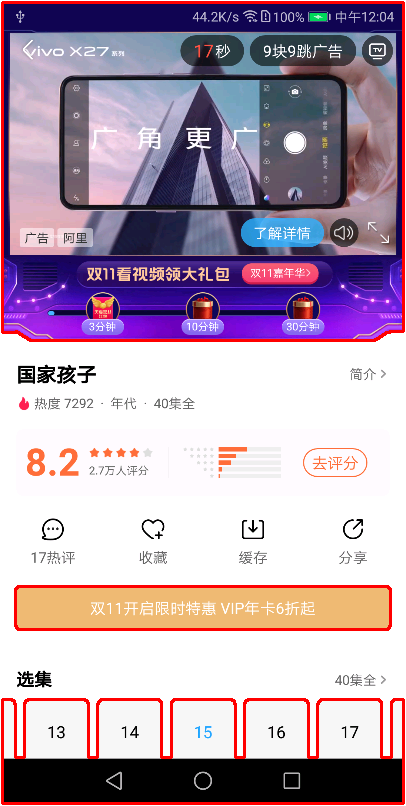 44.2K/s 100% 中午12:04
vivo X27系列 17秒 9块9跳广告 TV
广 角 更 广
广告 阿里 了解详情
双11看视频领大礼包 双11嘉年华>
3分钟 10分钟 30分钟
国家孩子 简介 >
热度 7292 · 年代 · 40集全
8.2 2.7万人评分 去评分
17热评 收藏 缓存 分享
双11开启限时特惠 VIP年卡6折起
选集 40集全 >
13 14 15 16 17